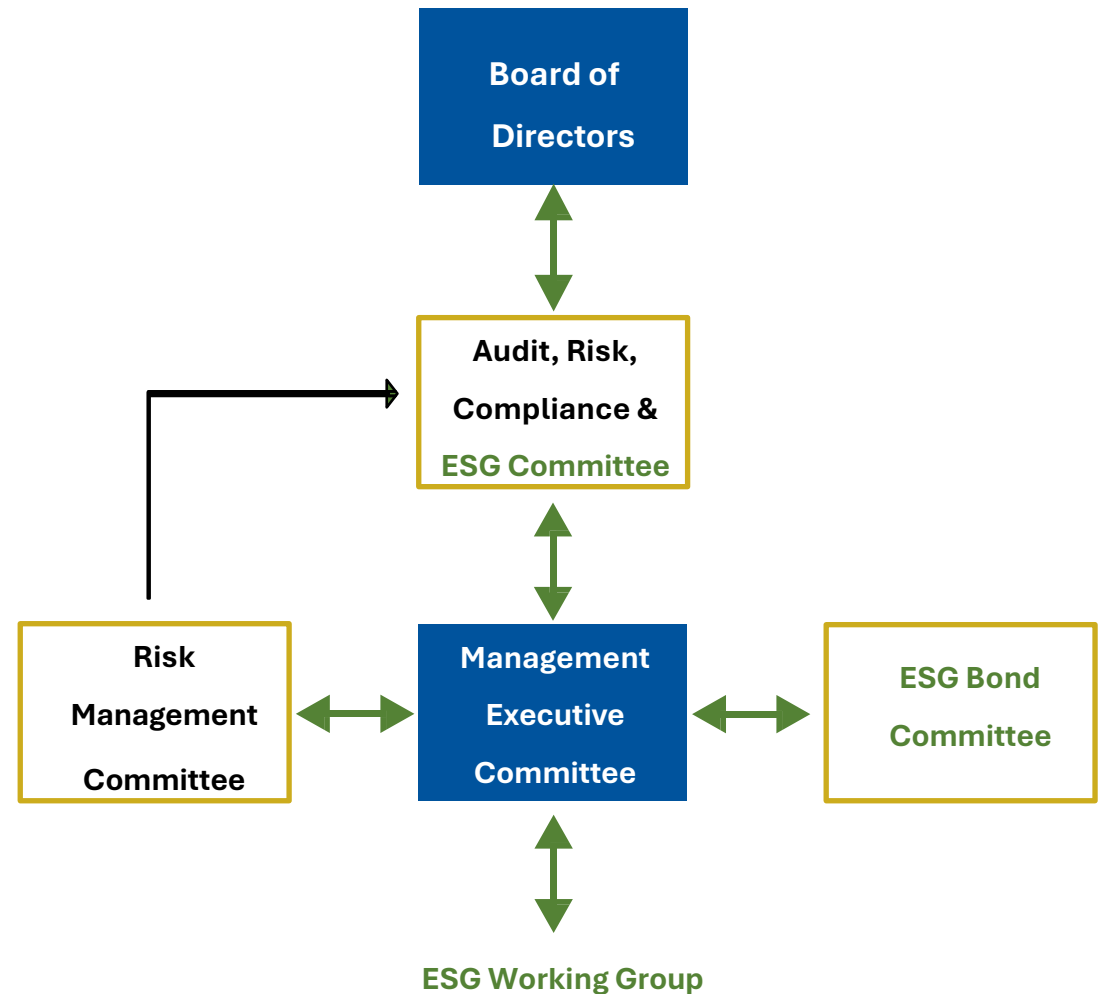 Board of
Directors
Audit, Risk,
Compliance &
ESG Committee
Risk
Management
Committee
Management
Executive
Committee
ESG Bond
Committee
ESG Working Group